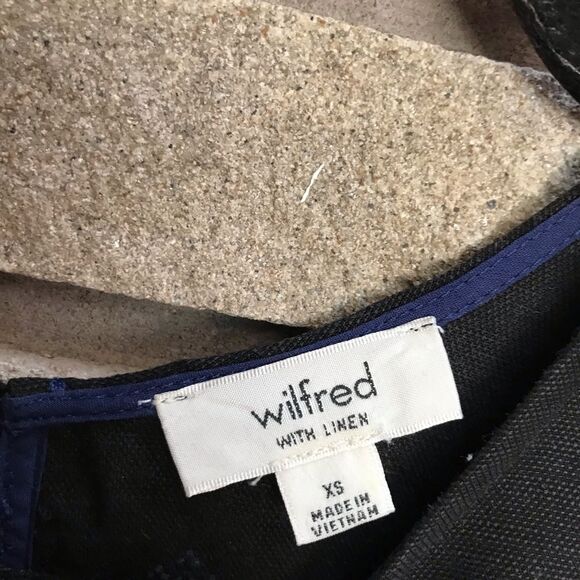 wilfred
WITH LINEN
XS
MADE IN
VIETNAM